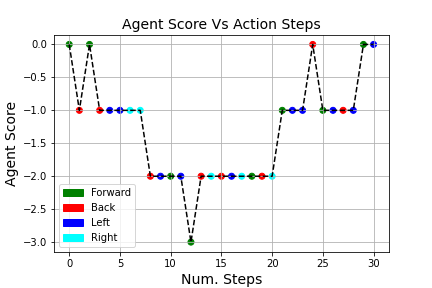 Agent Score Vs Action Steps
0.0
−0.5
−1.0
−1.5
−2.0
−2.5
−3.0
Agent Score
Forward
Back
Left
Right
0 5 10 15 20 25 30
Num. Steps